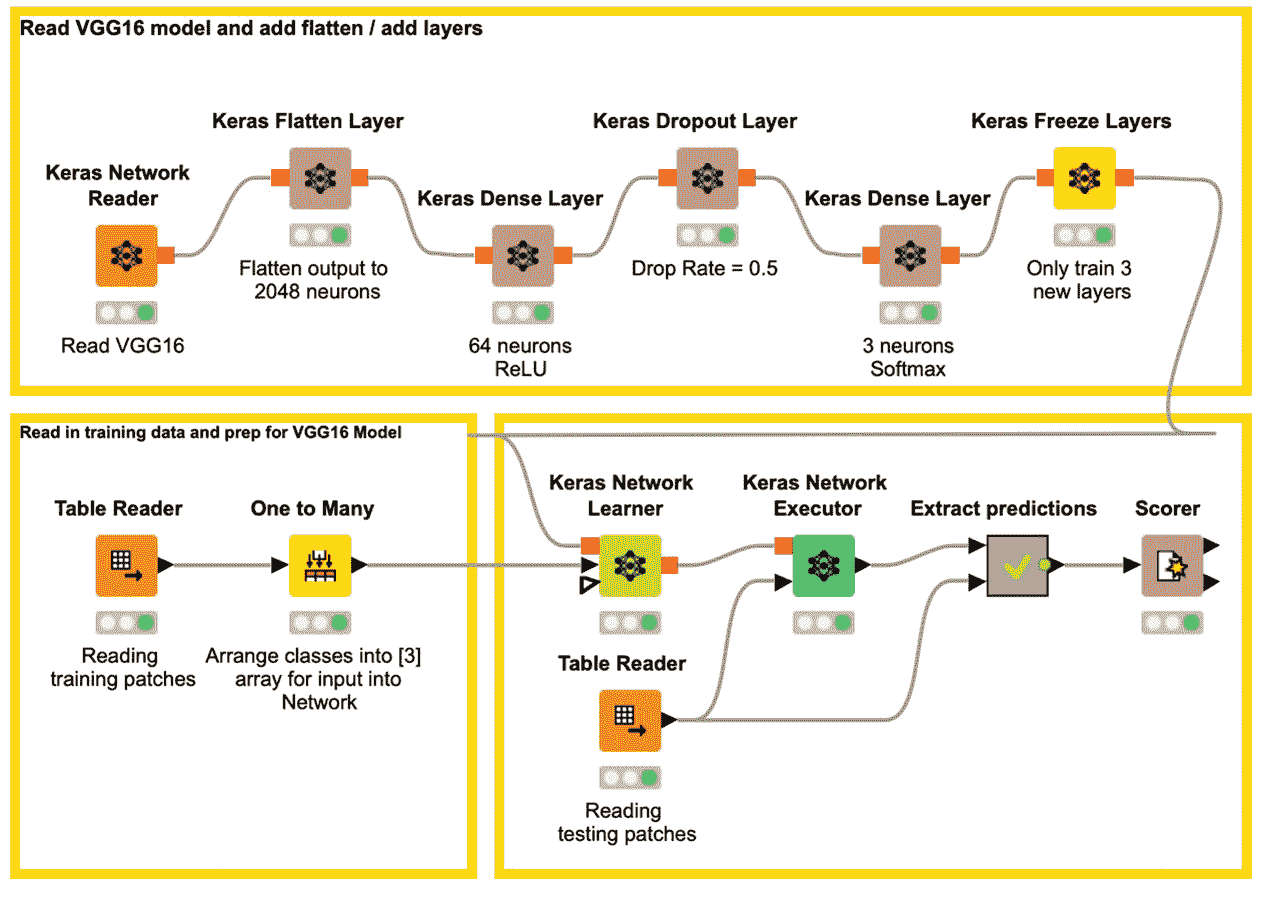 Read VGG16 model and add flatten / add layers
Keras Network
Reader
Read VGG16
Keras Flatten Layer
Flatten output to
2048 neurons
Keras Dense Layer
64 neurons
ReLU
Keras Dropout Layer
Drop Rate = 0.5
Keras Dense Layer
3 neurons
Softmax
Keras Freeze Layers
Only train 3
new layers
Read in training data and prep for VGG16 Model
Table Reader
Reading
training patches
One to Many
Arrange classes into [3]
array for input into
Network
Keras Network
Learner
Keras Network
Executor
Extract predictions
Scorer
Table Reader
Reading
testing patches